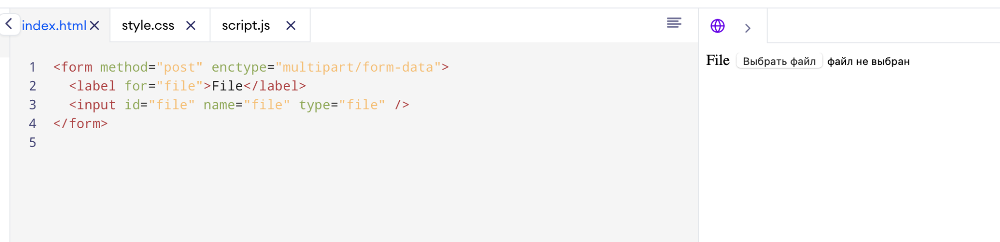 index.html style.css script.js
1 <form method="post" enctype="multipart/form-data">
2 <label for="file">File</label>
3 <input id="file" name="file" type="file" />
4 </form>
5
File Выбрать файл файл не выбран